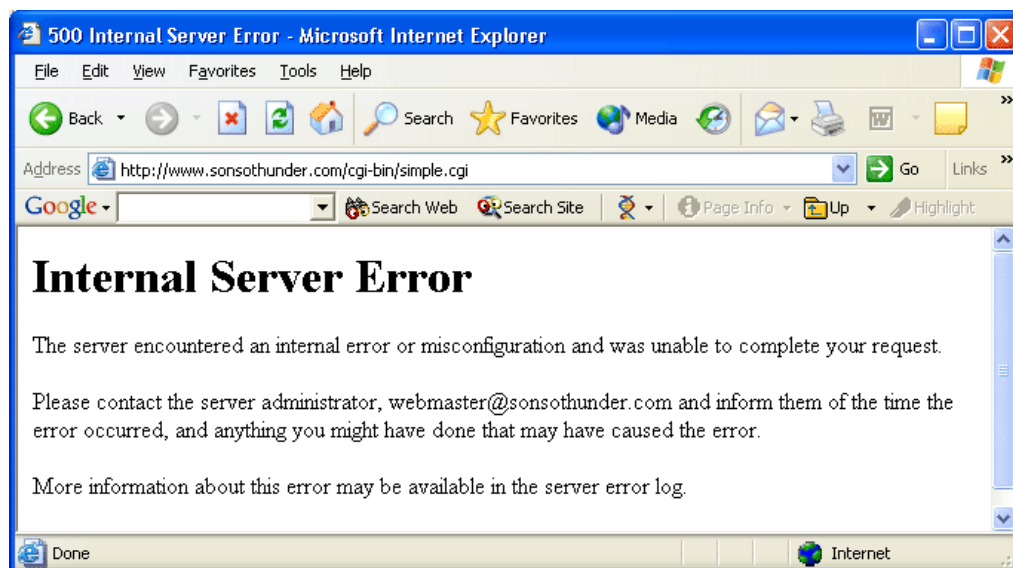 500 Internal Server Error - Microsoft Internet Explorer
File Edit View Favorites Tools Help
Back Search Favorites Media W »
Address http://www.sonsothunder.com/cgi-bin/simple.cgi Go Links »
Google Search Web Search Site Page Info Up Highlight
Internal Server Error
The server encountered an internal error or misconfiguration and was unable to complete your request.
Please contact the server administrator, webmaster@sonsothunder.com and inform them of the time the
error occurred, and anything you might have done that may have caused the error.
More information about this error may be available in the server error log.
Done Internet